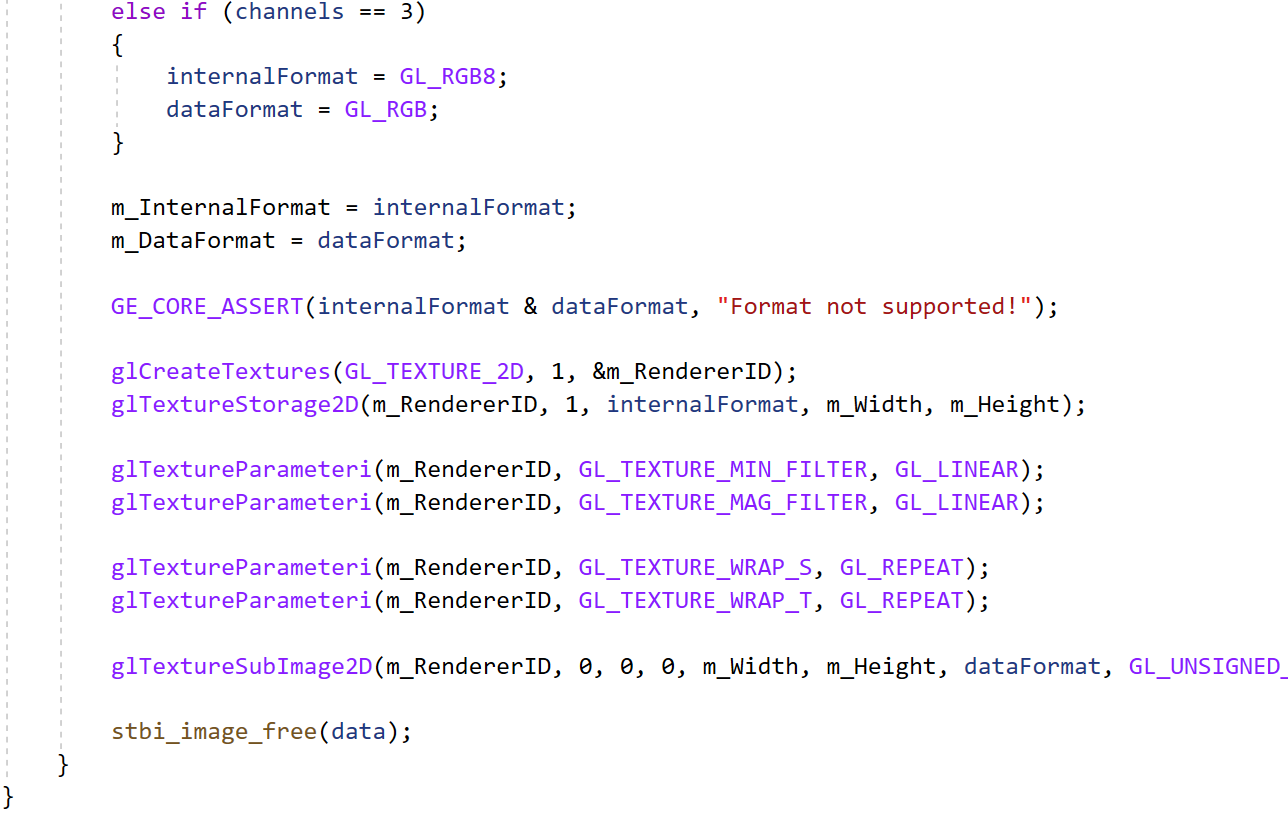 else if (channels == 3)
{
internalFormat = GL_RGB8;
dataFormat = GL_RGB;
}
m_InternalFormat = internalFormat;
m_DataFormat = dataFormat;
GE_CORE_ASSERT(internalFormat & dataFormat, "Format not supported!");
glCreateTextures(GL_TEXTURE_2D, 1, &m_RendererID);
glTextureStorage2D(m_RendererID, 1, internalFormat, m_Width, m_Height);
glTextureParameteri(m_RendererID, GL_TEXTURE_MIN_FILTER, GL_LINEAR);
glTextureParameteri(m_RendererID, GL_TEXTURE_MAG_FILTER, GL_LINEAR);
glTextureParameteri(m_RendererID, GL_TEXTURE_WRAP_S, GL_REPEAT);
glTextureParameteri(m_RendererID, GL_TEXTURE_WRAP_T, GL_REPEAT);
glTextureSubImage2D(m_RendererID, 0, 0, 0, m_Width, m_Height, dataFormat, GL_UNSIGNED_
stbi_image_free(data);
}
}